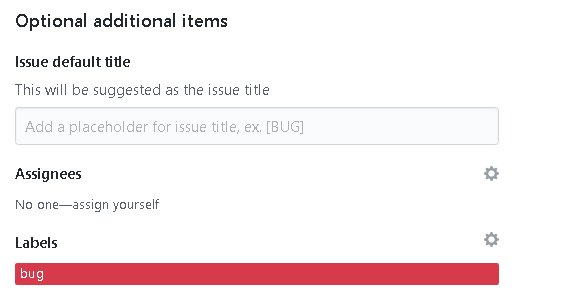 Optional additional items
Issue default title
This will be suggested as the issue title
Add a placeholder for issue title, ex. [BUG]
Assignees
No one—assign yourself
Labels
bug